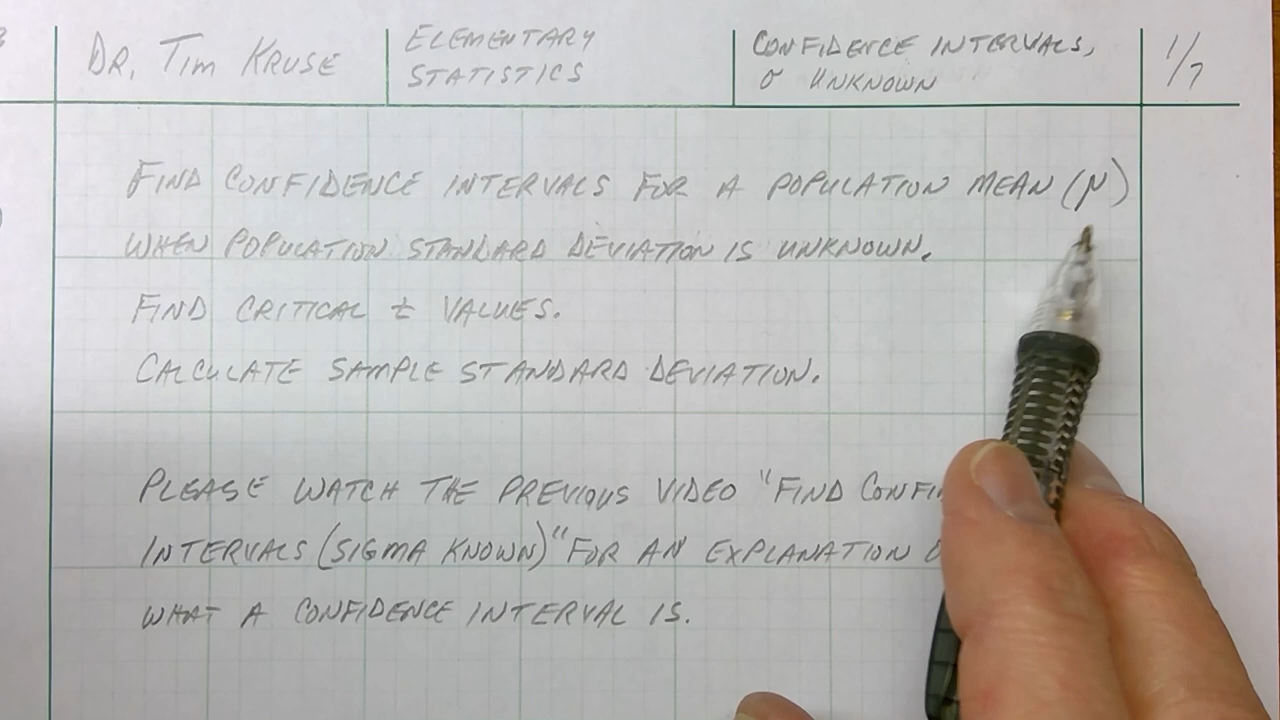 DR. TIM KRUSE
ELEMENTARY
STATISTICS
CONFIDENCE INTERVALS,
σ UNKNOWN
1/7
FIND CONFIDENCE INTERVALS FOR A POPULATION MEAN (μ)
WHEN POPULATION STANDARD DEVIATION IS UNKNOWN.
FIND CRITICAL t VALUES.
CALCULATE SAMPLE STANDARD DEVIATION.
PLEASE WATCH THE PREVIOUS VIDEO "FIND
INTERVALS (SIGMA KNOWN)" FOR AN EXPLANATION
WHAT A CONFIDENCE INTERVAL IS.